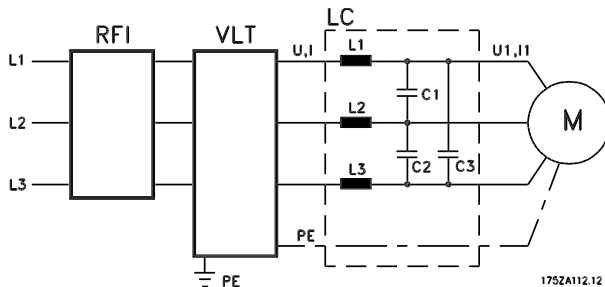 LC
RFI
VLT
L1
U,I
L1
U1,I1
C1
L2
L2
M
L3
L3
C2
C3
PE
PE
175ZA112.12